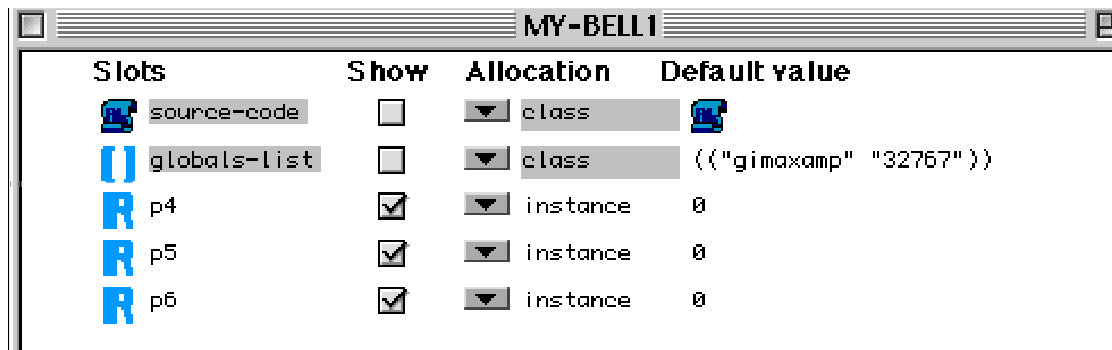 MY-BELL1
Slots Show Allocation Default value
source-code class
globals-list class (("gimaxamp" "32767"))
R p4 instance 0
R p5 instance 0
R p6 instance 0